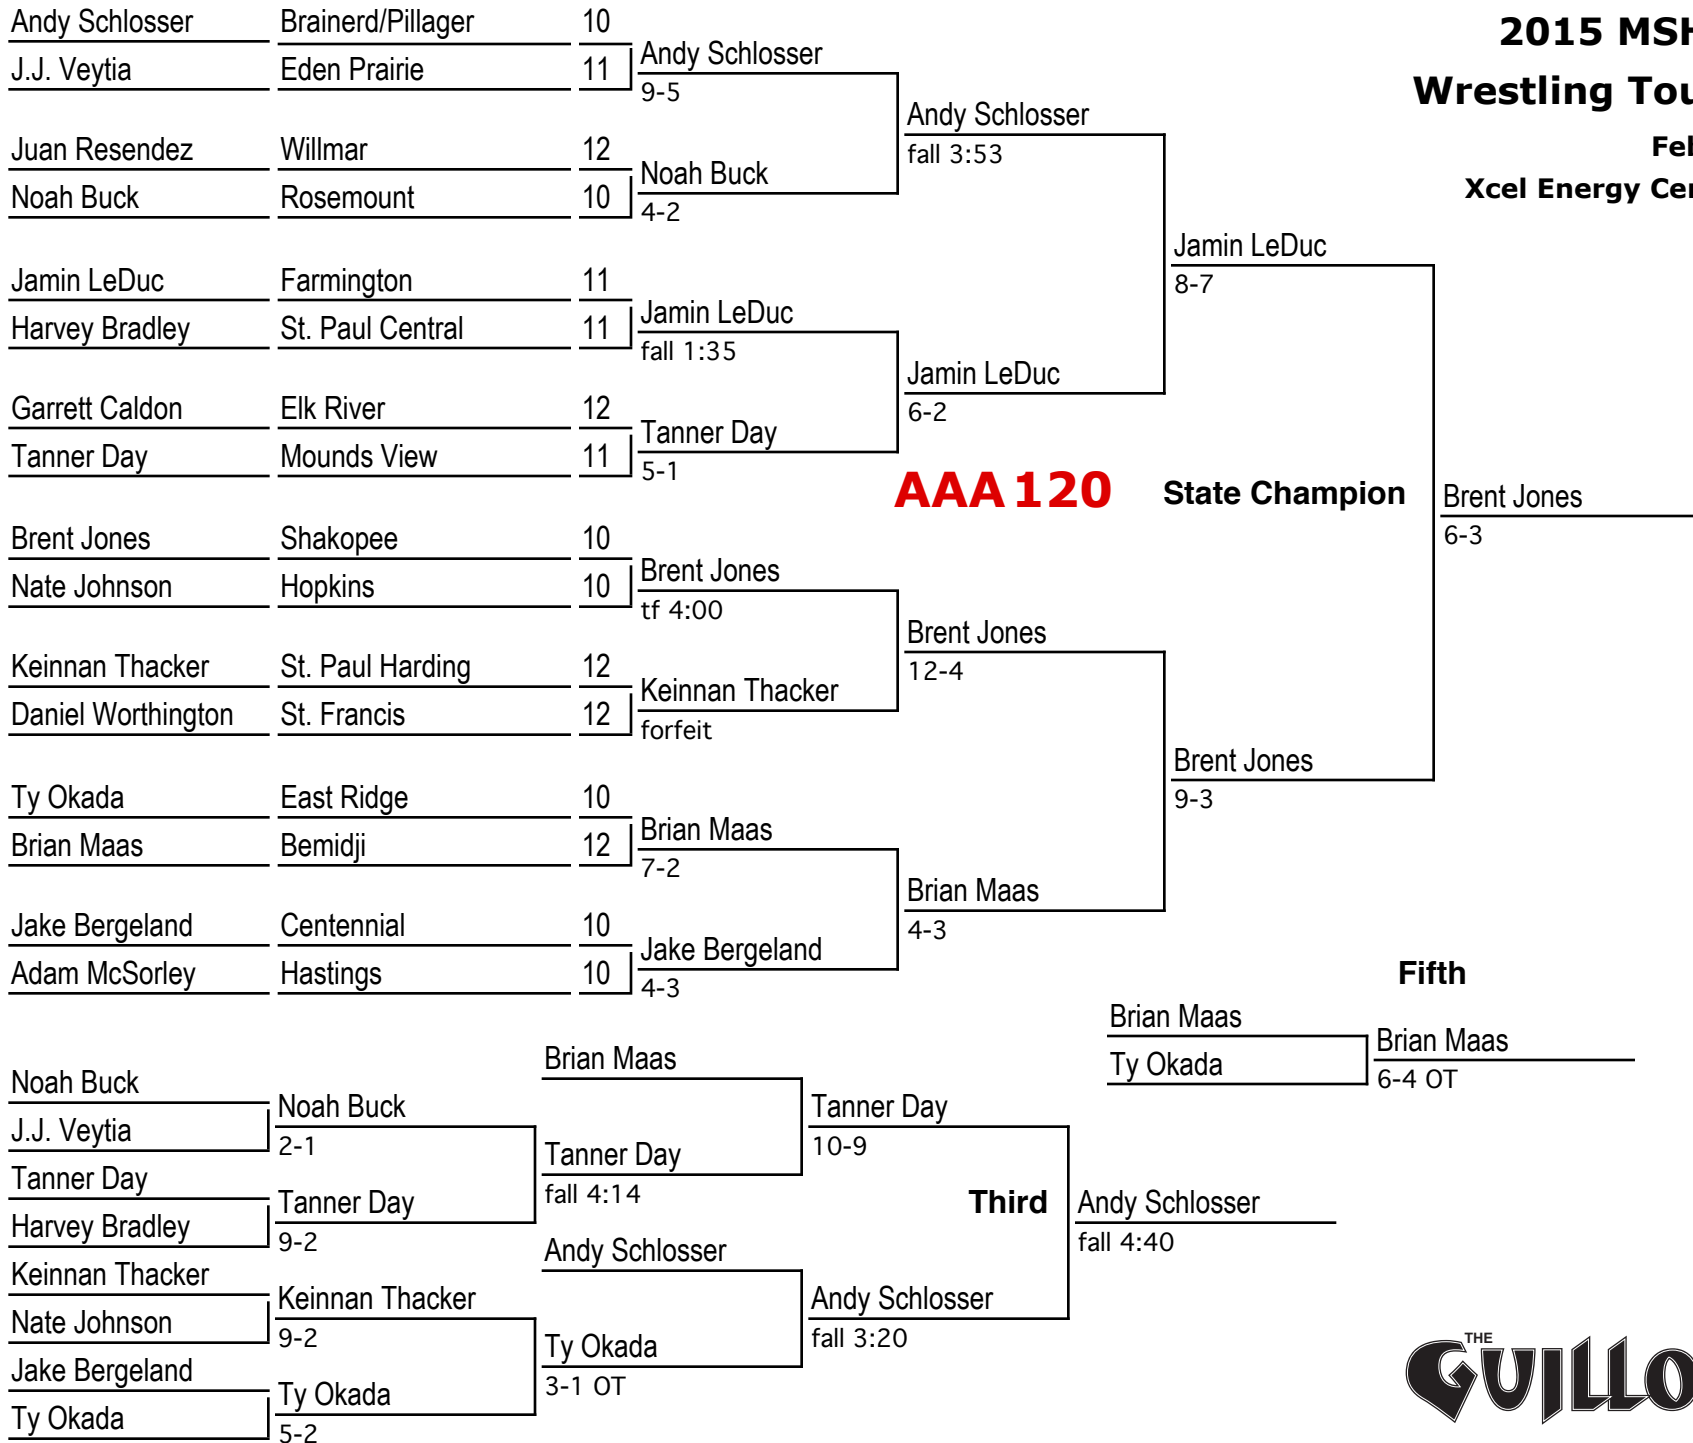 Andy Schlosser Brainerd/Pillager 10
J.J. Veytia Eden Prairie 11
Andy Schlosser
9-5
Juan Resendez Willmar 12
Noah Buck Rosemount 10
Noah Buck
4-2
Andy Schlosser
fall 3:53
Jamin LeDuc Farmington 11
Harvey Bradley St. Paul Central 11
Jamin LeDuc
fall 1:35
Garrett Caldon Elk River 12
Tanner Day Mounds View 11
Tanner Day
5-1
Jamin LeDuc
6-2
Jamin LeDuc
8-7
2015 MSH
Wrestling Tou
Feb
Xcel Energy Cen
AAA 120
State Champion
Brent Jones
6-3
Brent Jones Shakopee 10
Nate Johnson Hopkins 10
Brent Jones
tf 4:00
Keinnan Thacker St. Paul Harding 12
Daniel Worthington St. Francis 12
Keinnan Thacker
forfeit
Brent Jones
12-4
Ty Okada East Ridge 10
Brian Maas Bemidji 12
Brian Maas
7-2
Jake Bergeland Centennial 10
Adam McSorley Hastings 10
Jake Bergeland
4-3
Brian Maas
4-3
Brent Jones
9-3
Fifth
Brian Maas
Ty Okada
Brian Maas
6-4 OT
Noah Buck
J.J. Veytia
Noah Buck
2-1
Tanner Day
Harvey Bradley
Tanner Day
9-2
Keinnan Thacker
Nate Johnson
Keinnan Thacker
9-2
Jake Bergeland
Ty Okada
Ty Okada
5-2
Brian Maas
Tanner Day
fall 4:14
Tanner Day
10-9
Andy Schlosser
Ty Okada
3-1 OT
Andy Schlosser
fall 3:20
Third
Andy Schlosser
fall 4:40
THE
GUILLO